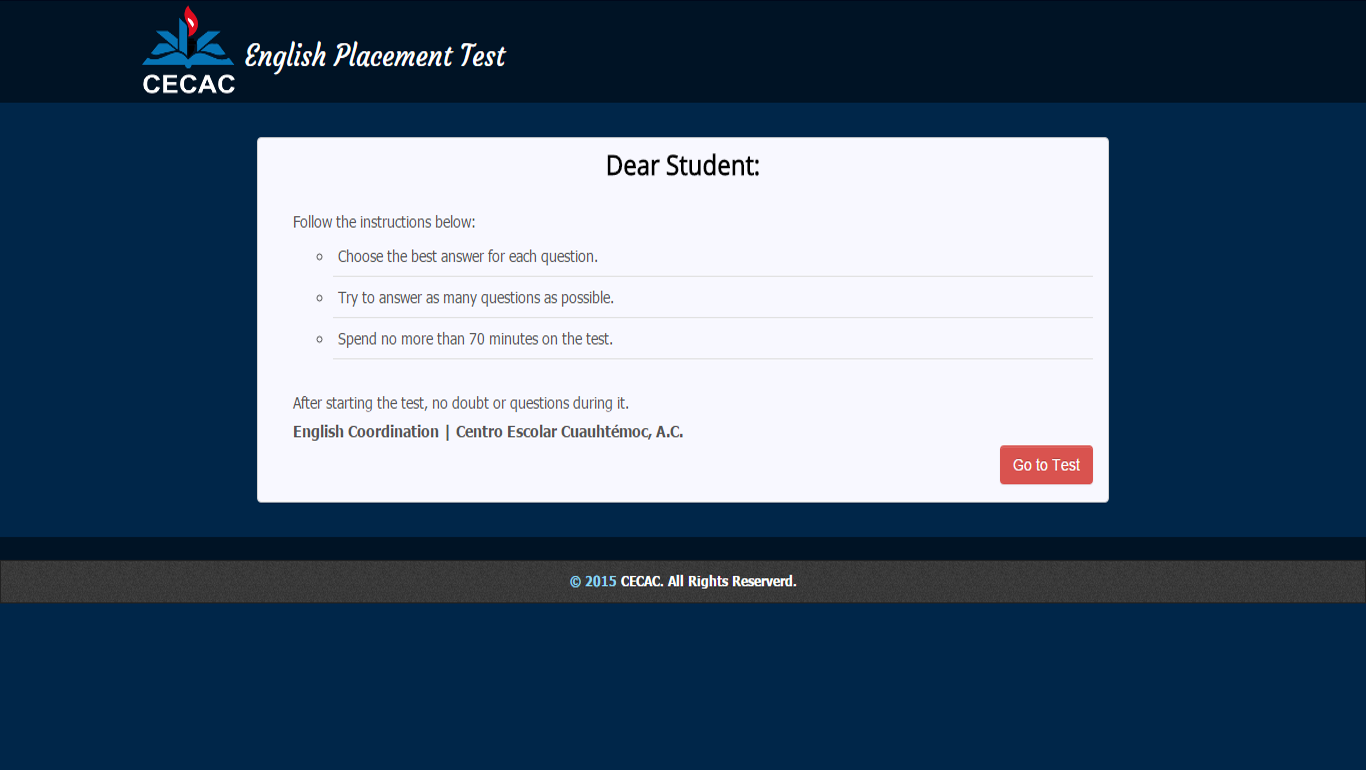 CECAC
English Placement Test
Dear Student:
Follow the instructions below:
Choose the best answer for each question.
Try to answer as many questions as possible.
Spend no more than 70 minutes on the test.
After starting the test, no doubt or questions during it.
English Coordination | Centro Escolar Cuauhtémoc, A.C.
Go to Test
© 2015 CECAC. All Rights Reserverd.